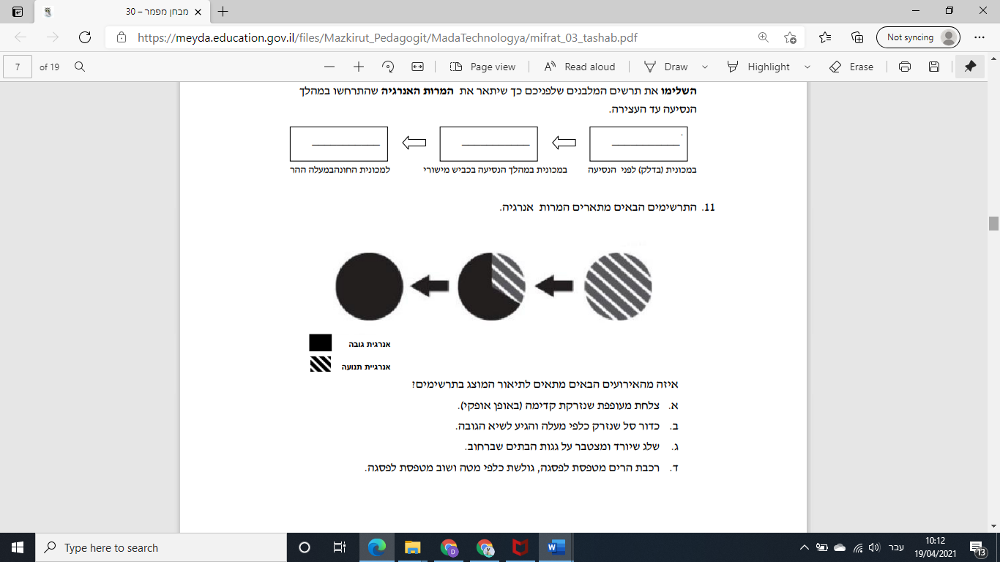 מבחן מפמר – 30
https://meyda.education.gov.il/files/Mazkirut_Pedagogit/MadaTechnologya/mifrat_03_tashab.pdf
Not syncing
7 of 19
Page view
Read aloud
Draw
Highlight
Erase
השלימו את תרשים המלבנים שלפניכם כך שיתאר את המרות האנרגיה שהתרחשו במהלך
הנסיעה עד העצירה.
במכונית (בדלק) לפני הנסיעה
במכונית במהלך הנסיעה בכביש מישורי
למכונית החונהבמעלה ההר
11. התרשימים הבאים מתארים המרות אנרגיה.
אנרגית גובה
אנרגיית תנועה
איזה מהאירועים הבאים מתאים לתיאור המוצג בתרשימים?
א. צלחת מעופפת שנזרקת קדימה (באופן אופקי).
ב. כדור סל שנזרק כלפי מעלה והגיע לשיא הגובה.
ג. שלג שיורד ומצטבר על גגות הבתים שברחוב.
ד. רכבת הרים מטפסת לפסגה, גולשת כלפי מטה ושוב מטפסת לפסגה.
Type here to search
עבר
10:12
19/04/2021
13